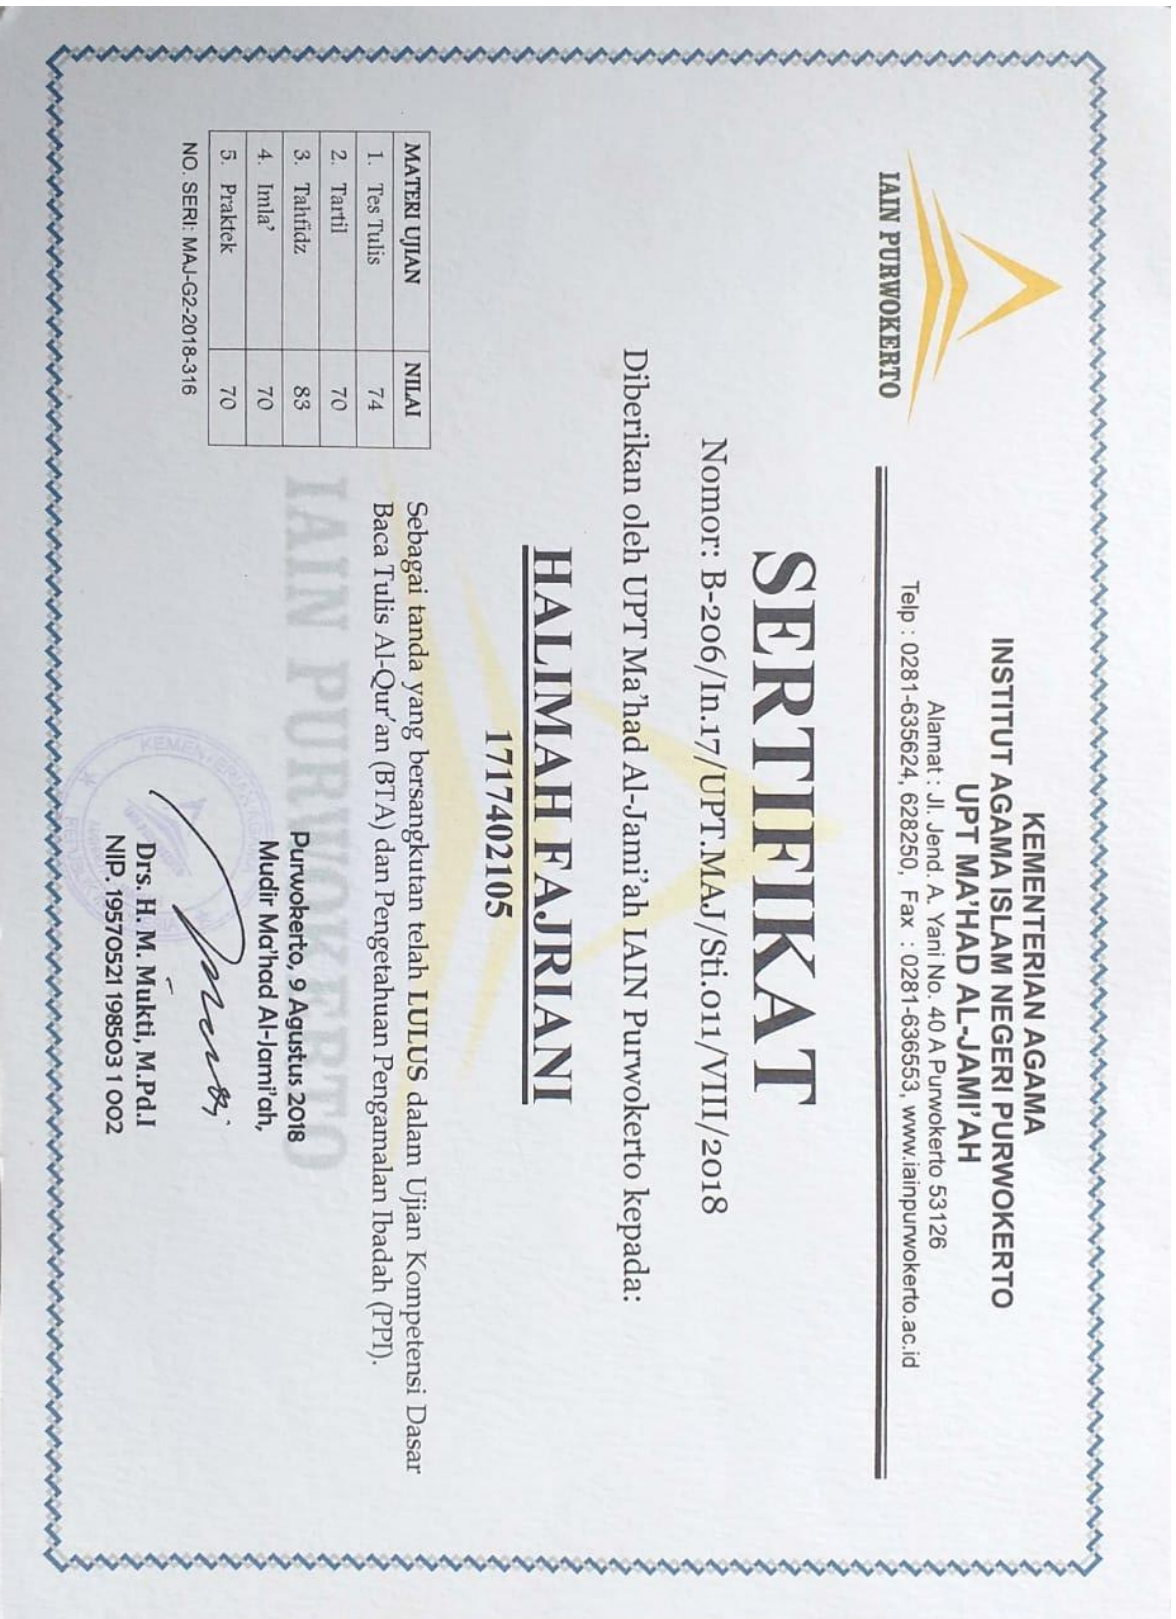 IAIN PURWOKERTO
KEMENTERIAN AGAMA
INSTITUT AGAMA ISLAM NEGERI PURWOKERTO
UPT MA'HAD AL-JAMI'AH
Alamat : Jl. Jend. A. Yani No. 40 A Purwokerto 53126
Telp : 0281-635624, 628250, Fax : 0281-636553, www.iainpurwokerto.ac.id
SERTIFIKAT
Nomor: B-206/In.17/UPT.MAJ/Sti.011/VIII/2018
Diberikan oleh UPT Ma'had Al-Jami'ah IAIN Purwokerto kepada:
HALIMAH FAJRIANI
1717402105
Sebagai tanda yang bersangkutan telah LULUS dalam Ujian Kompetensi Dasar
Baca Tulis Al-Qur'an (BTA) dan Pengetahuan Pengamalan Ibadah (PPI).
MATERI UJIAN NILAI
1. Tes Tulis 74
2. Tartil 70
3. Tahfidz 83
4. Imla' 70
5. Praktek 70
NO. SERI: MAJ-G2-2018-316
IAIN PURWOKERTO
Purwokerto, 9 Agustus 2018
Mudir Ma'had Al-Jami'ah,
KEMENTERIAN AGAMA
Drs. H. M. Mukti, M.Pd.I
NIP. 19570521 198503 1 002